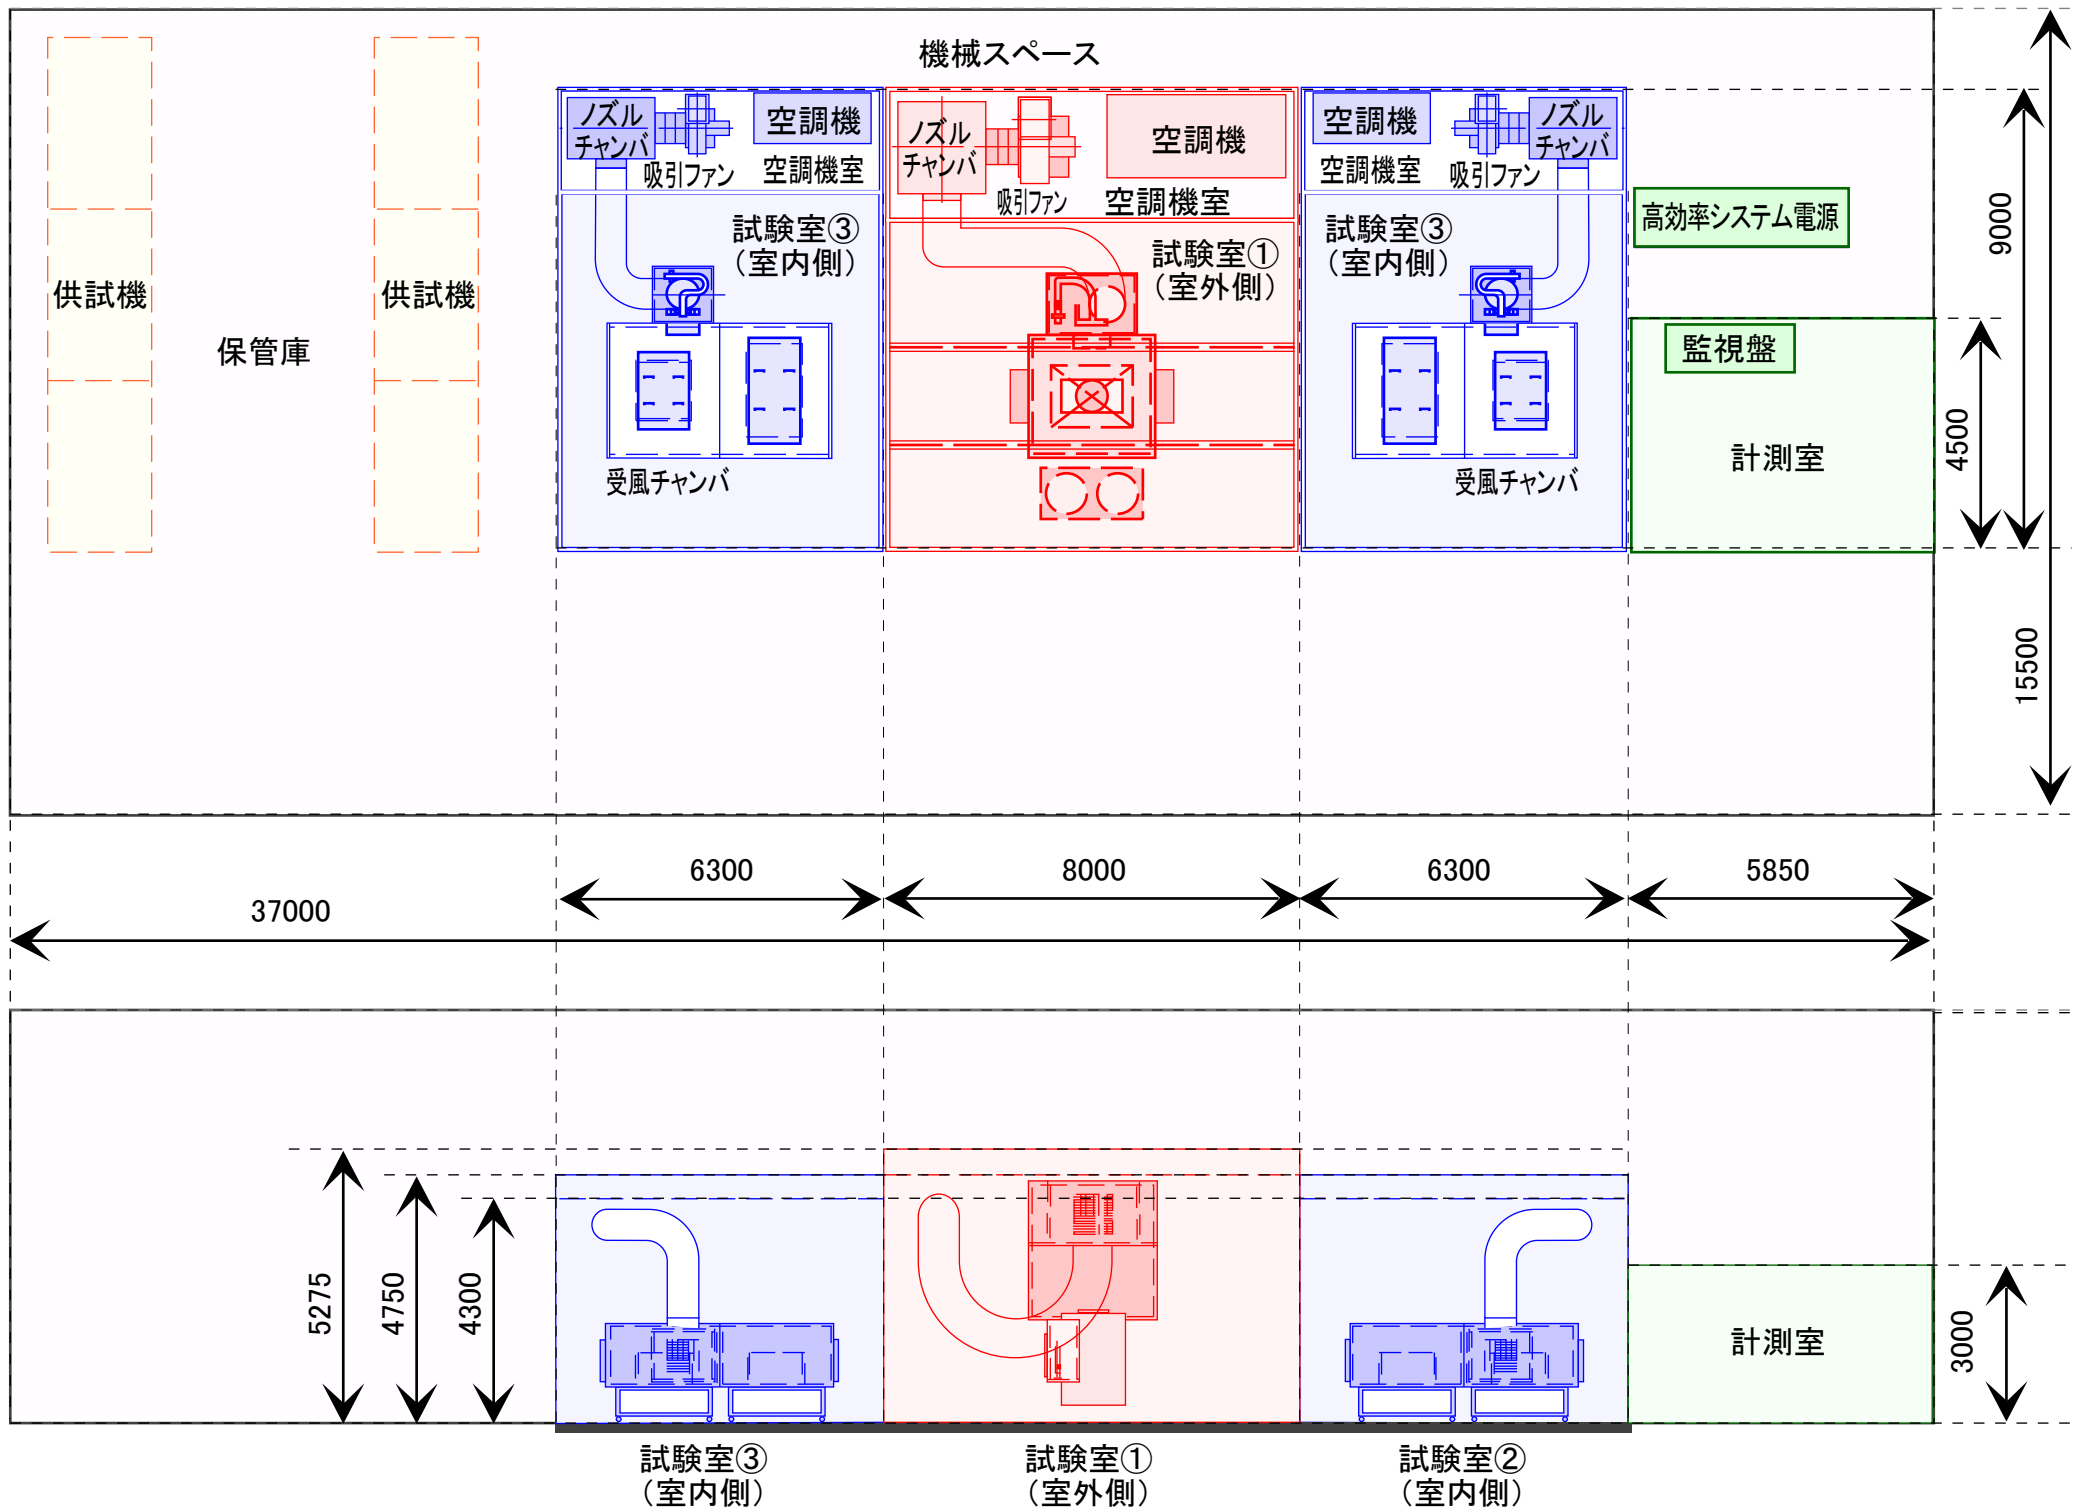 機械スペース
ノズル
チャンバ
吸引ファン
空調機
空調機室
ノズル
チャンバ
吸引ファン
空調機
空調機室
空調機
空調機室
ノズル
チャンバ
吸引ファン
試験室③
（室内側）
試験室①
（室外側）
試験室③
（室内側）
高効率システム電源
供試機
供試機
保管庫
監視盤
計測室
受風チャンバ
受風チャンバ
9000
4500
15500
6300
8000
6300
5850
37000
5275
4750
4300
計測室
3000
試験室③
（室内側）
試験室①
（室外側）
試験室②
（室内側）